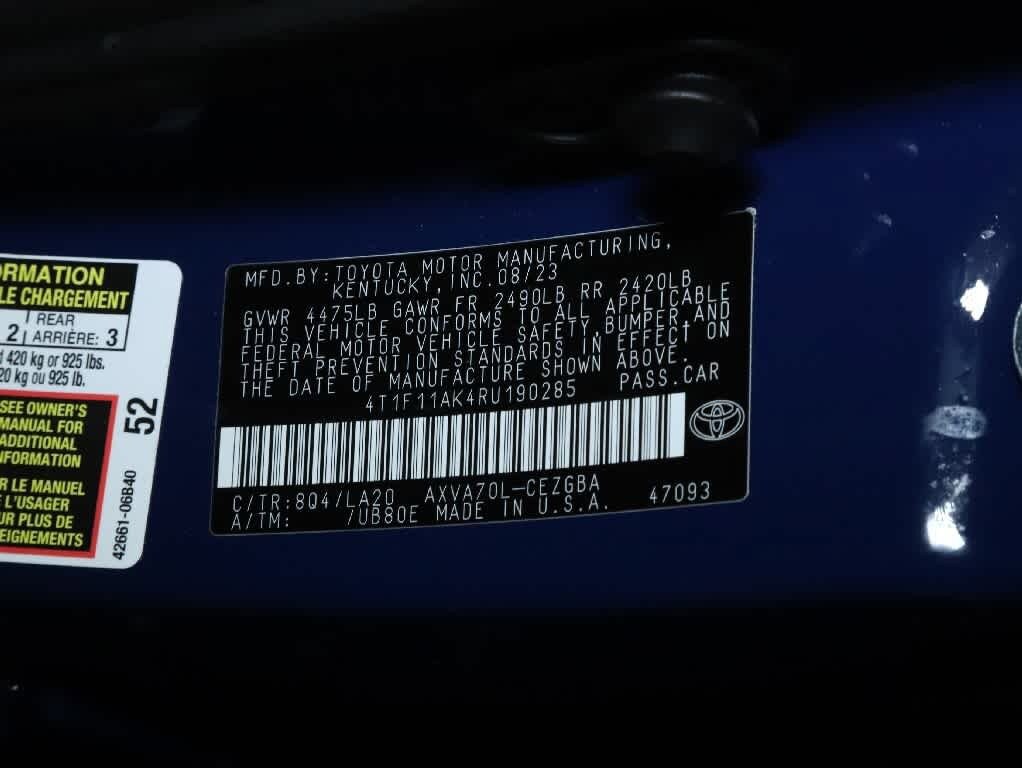 ORMATION
LE CHARGEMENT
2 REAR
ARRIÈRE: 3
420 kg or 925 lbs.
20 kg ou 925 lb.
SEE OWNER'S
MANUAL FOR
ADDITIONAL
INFORMATION
R LE MANUEL
L'USAGER
UR PLUS DE
EIGNEMENTS
52
42661-06B40
MFD.BY:TOYOTA MOTOR MANUFACTURING,
KENTUCKY,INC.08/23
GVWR 4475LB GAWR FR 2490LB RR 2420LB
THIS VEHICLE CONFORMS TO ALL APPLICABLE
FEDERAL MOTOR VEHICLE SAFETY,BUMPER,AND
THEFT PREVENTION STANDARDS IN EFFECT ON
THE DATE OF MANUFACTURE SHOWN ABOVE.
4T1F11AK4RU190285 PASS.CAR
C/TR:8Q4/LA20 AXVA70L-CEZGBA 47093
A/TM: /UB80E MADE IN U.S.A.